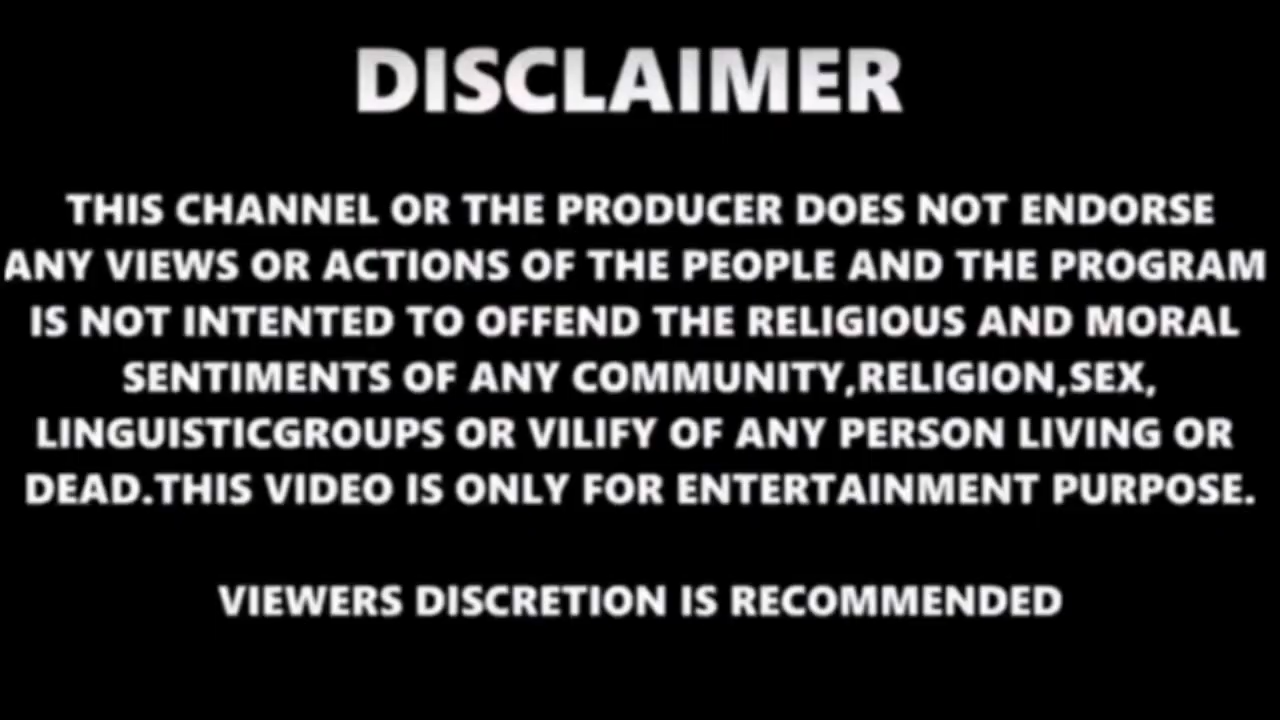 DISCLAIMER
THIS CHANNEL OR THE PRODUCER DOES NOT ENDORSE
ANY VIEWS OR ACTIONS OF THE PEOPLE AND THE PROGRAM
IS NOT INTENTED TO OFFEND THE RELIGIOUS AND MORAL
SENTIMENTS OF ANY COMMUNITY,RELIGION,SEX,
LINGUISTICGROUPS OR VILIFY OF ANY PERSON LIVING OR
DEAD.THIS VIDEO IS ONLY FOR ENTERTAINMENT PURPOSE.
VIEWERS DISCRETION IS RECOMMENDED